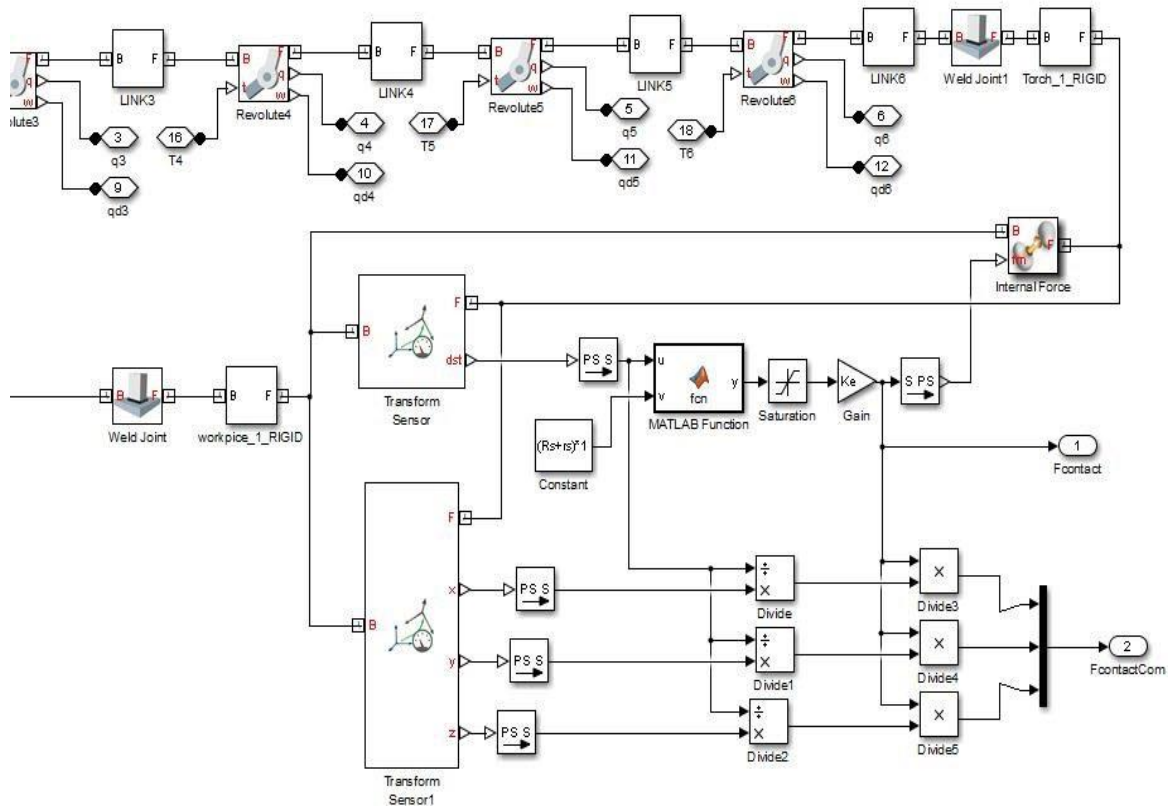 B F
LINK3
olute3
F
q
w
3
q3
9
qd3
B F
t q
w
Revolute4
16
T4
4
q4
10
qd4
B F
LINK4
B F
t q
w
Revolute5
17
T5
5
q5
11
qd5
B F
LINK5
B F
t q
w
Revolute6
18
T6
6
q6
12
qd6
B F
LINK6
B F
Weld Joint1
B F
Torch_1_RIGID
B
F
fm
Internal Force
B
F
dst
Transform
Sensor
PS S
u
v
fcn
y
MATLAB Function
(Rs+rs)*1
Constant
Saturation
Ke
Gain
S PS
1
Fcontact
B F
Weld Joint
B F
workpice_1_RIGID
F
B
x
y
z
Transform
Sensor1
PS S
PS S
PS S
÷
×
Divide
÷
×
Divide1
÷
×
Divide2
×
Divide3
×
Divide4
×
Divide5
2
FcontactCom